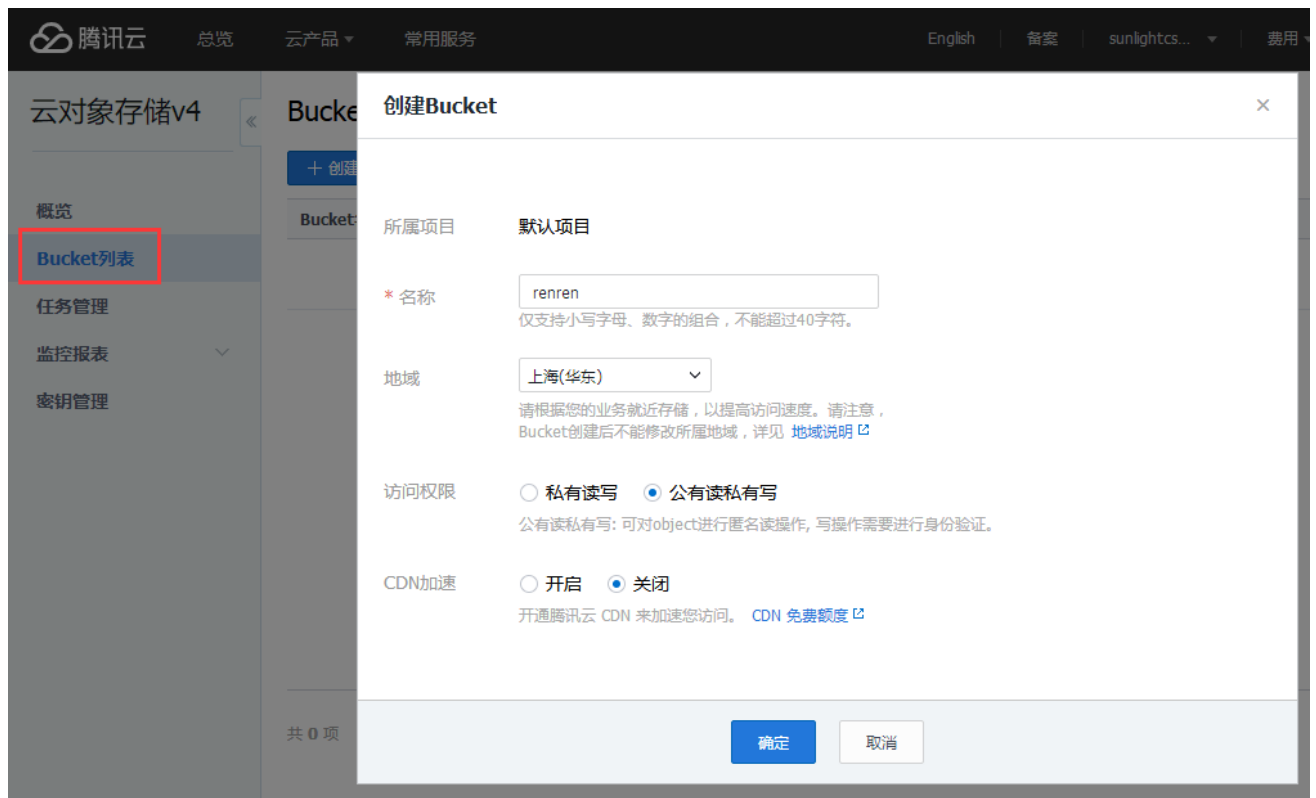 腾讯云 总览 云产品 常用服务 English 备案 sunlightcs... 费用
云对象存储v4
概览
Bucket列表
任务管理
监控报表
密钥管理
Bucke
创建
Bucket
共 0 项
创建Bucket
所属项目 默认项目
* 名称 renren
仅支持小写字母、数字的组合，不能超过40字符。
地域 上海(华东)
请根据您的业务就近存储，以提高访问速度。请注意，
Bucket创建后不能修改所属地域，详见 地域说明
访问权限 私有读写 公有读私有写
公有读私有写: 可对object进行匿名读操作, 写操作需要进行身份验证。
CDN加速 开启 关闭
开通腾讯云 CDN 来加速您访问。 CDN 免费额度
确定 取消